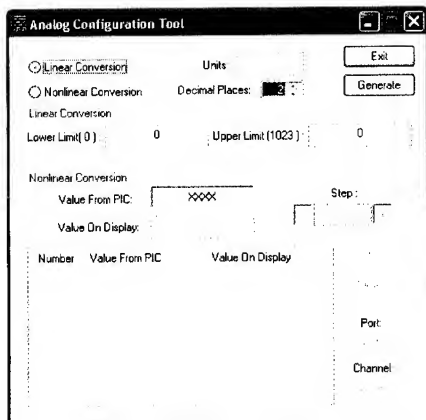 Analog Configuration Tool
Linear Conversion Units Exit
Nonlinear Conversion Decimal Places: 2 Generate
Linear Conversion
Lower Limit( 0 ) 0 Upper Limit (1023 ) 0
Nonlinear Conversion
Value From PIC: XXXX Step :
Value On Display:
Number Value From PIC Value On Display
Port:
Channel